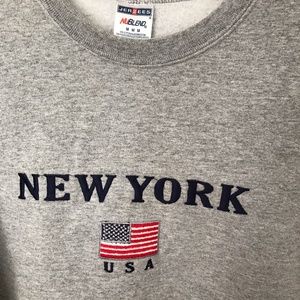 JERZEES
NUBLEND
M M M
NEW YORK
USA